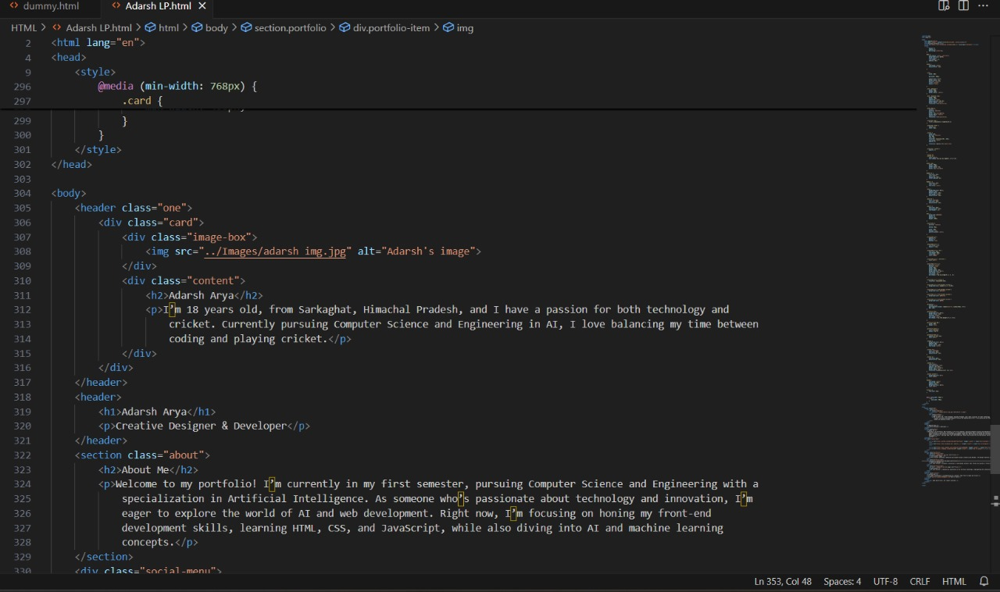 dummy.html Adarsh LP.html
HTML > Adarsh LP.html > html > body > section.portfolio > div.portfolio-item > img
2 <html lang="en">
4 <head>
9 <style>
296 @media (min-width: 768px) {
297 .card {
299 }
300 }
301 </style>
302 </head>
303
304 <body>
305 <header class="one">
306 <div class="card">
307 <div class="image-box">
308 <img src="../Images/adarsh img.jpg" alt="Adarsh's image">
309 </div>
310 <div class="content">
311 <h2>Adarsh Arya</h2>
312 <p>I’m 18 years old, from Sarkaghat, Himachal Pradesh, and I have a passion for both technology and
313 cricket. Currently pursuing Computer Science and Engineering in AI, I love balancing my time between
314 coding and playing cricket.</p>
315 </div>
316 </div>
317 </header>
318 <header>
319 <h1>Adarsh Arya</h1>
320 <p>Creative Designer & Developer</p>
321 </header>
322 <section class="about">
323 <h2>About Me</h2>
324 <p>Welcome to my portfolio! I’m currently in my first semester, pursuing Computer Science and Engineering with a
325 specialization in Artificial Intelligence. As someone who’s passionate about technology and innovation, I’m
326 eager to explore the world of AI and web development. Right now, I’m focusing on honing my front-end
327 development skills, learning HTML, CSS, and JavaScript, while also diving into AI and machine learning
328 concepts.</p>
329 </section>
330 <div class="social-menu">
Ln 353, Col 48 Spaces: 4 UTF-8 CRLF HTML